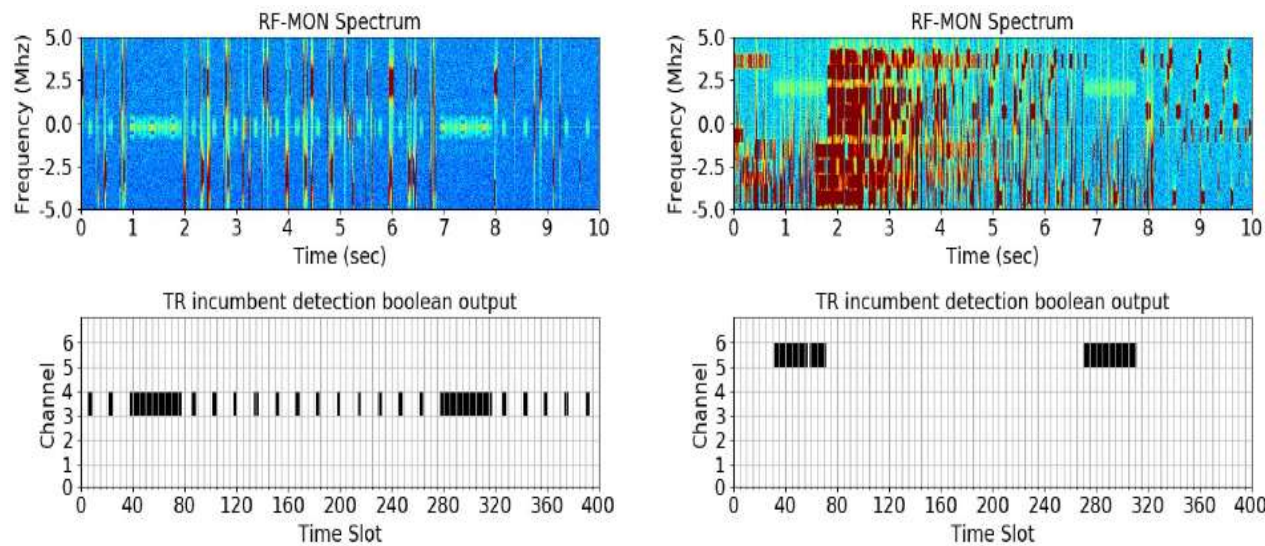 RF-MON Spectrum
5.0
2.5
0.0
-2.5
-5.0
Frequency (Mhz)
0 1 2 3 4 5 6 7 8 9 10
Time (sec)
RF-MON Spectrum
5.0
2.5
0.0
-2.5
-5.0
Frequency (Mhz)
0 1 2 3 4 5 6 7 8 9 10
Time (sec)
TR incumbent detection boolean output
6
5
4
3
2
1
0
Channel
0 40 80 120 160 200 240 280 320 360 400
Time Slot
TR incumbent detection boolean output
6
5
4
3
2
1
0
Channel
0 40 80 120 160 200 240 280 320 360 400
Time Slot